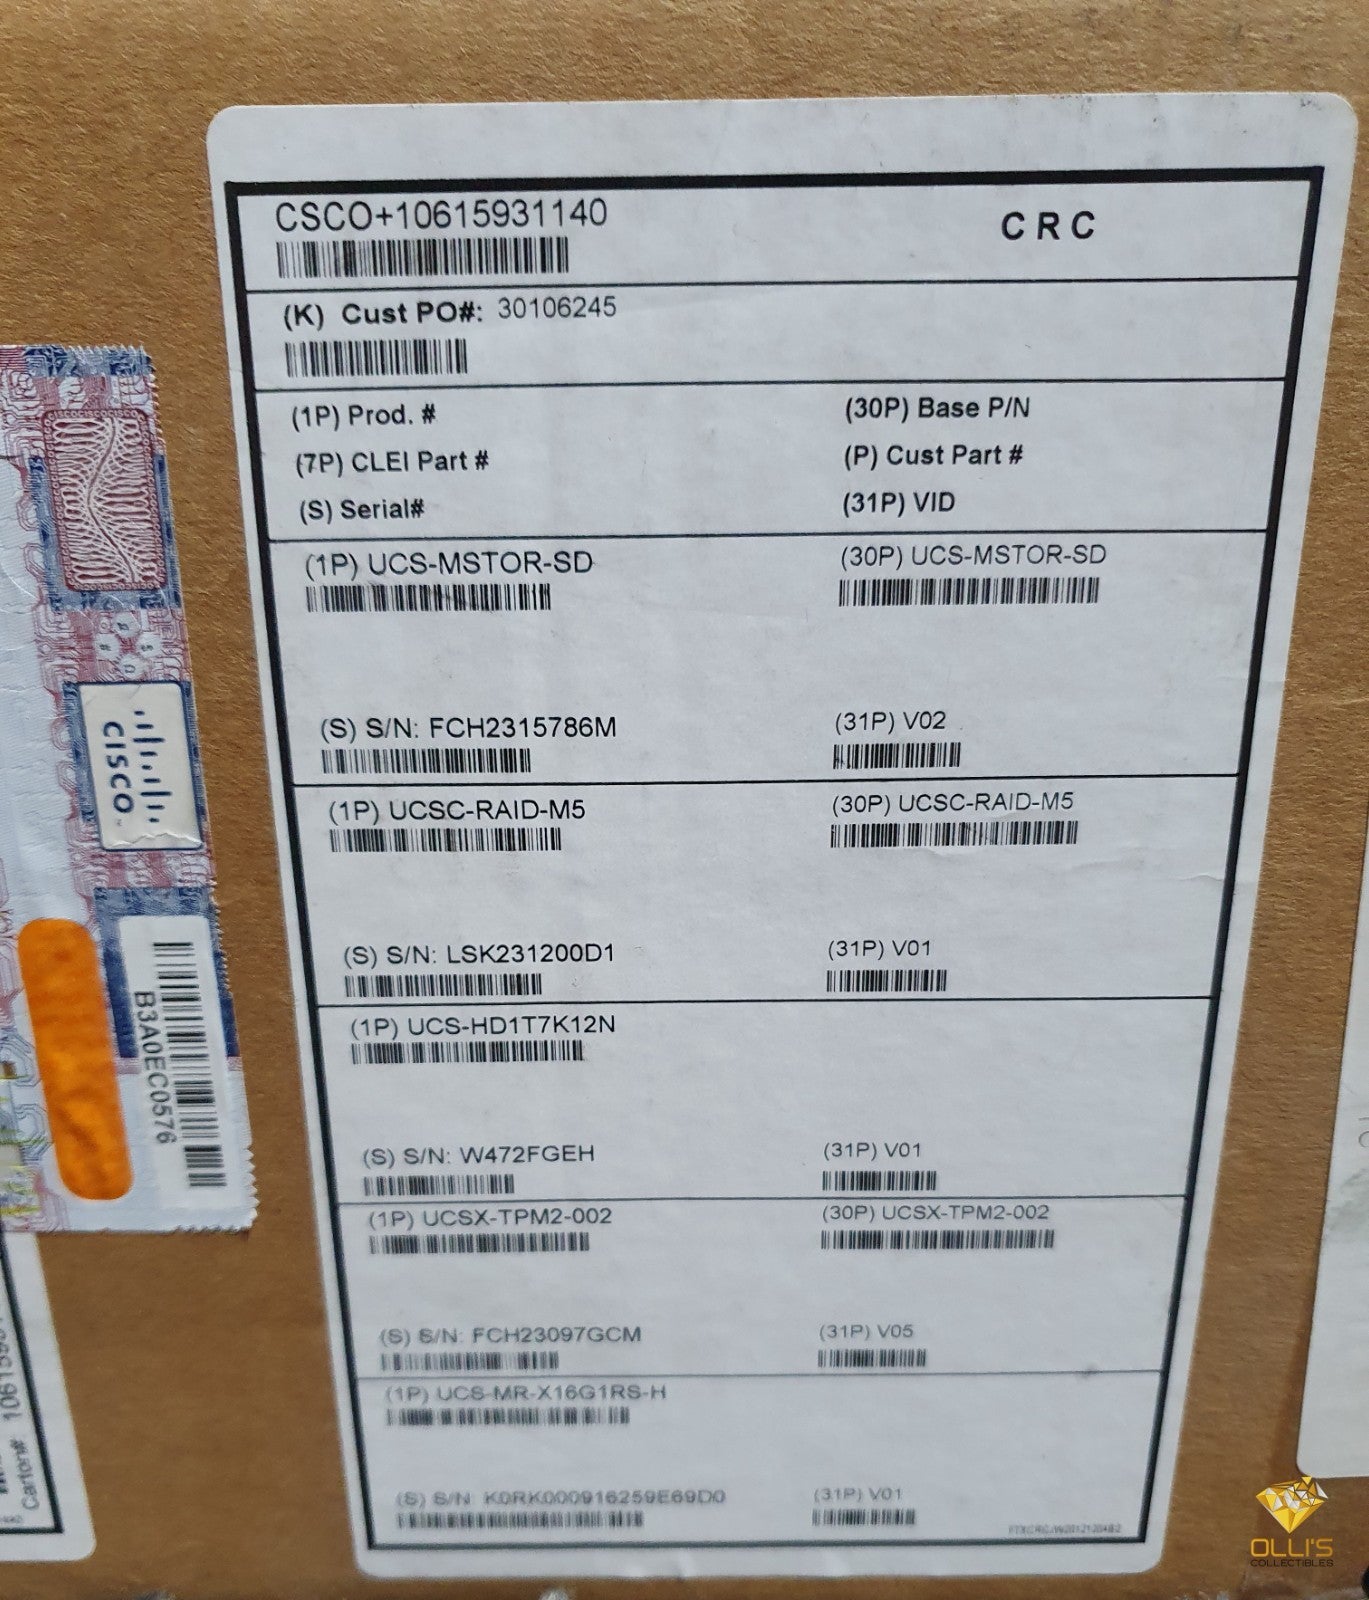 CSCO+10615931140
CRC
(K) Cust PO#: 30106245
(1P) Prod. #
(30P) Base P/N
(7P) CLEI Part #
(P) Cust Part #
(S) Serial#
(31P) VID
(1P) UCS-MSTOR-SD
(30P) UCS-MSTOR-SD
(S) S/N: FCH2315786M
(31P) V02
(1P) UCSC-RAID-M5
(30P) UCSC-RAID-M5
(S) S/N: LSK231200D1
(31P) V01
(1P) UCS-HD1T7K12N
(S) S/N: W472FGEH
(31P) V01
(1P) UCSX-TPM2-002
(30P) UCSX-TPM2-002
(S) S/N: FCH23097GCM
(31P) V05
(1P) UCS-MR-X16G1RS-H
(S) S/N: K0RK000916259E69D0
(31P) V01
CISCO
B3A0EC0576
Carton#
OLLI'S
COLLECTIBLES